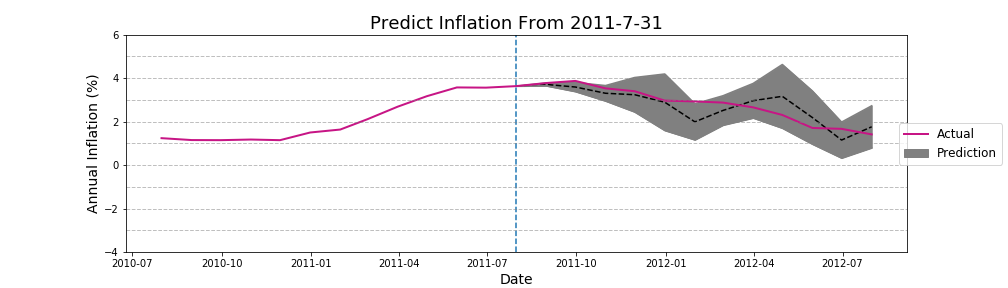 Predict Inflation From 2011-7-31
Annual Inflation (%)
6
4
2
0
−2
−4
2010-07 2010-10 2011-01 2011-04 2011-07 2011-10 2012-01 2012-04 2012-07
Date
Actual
Prediction